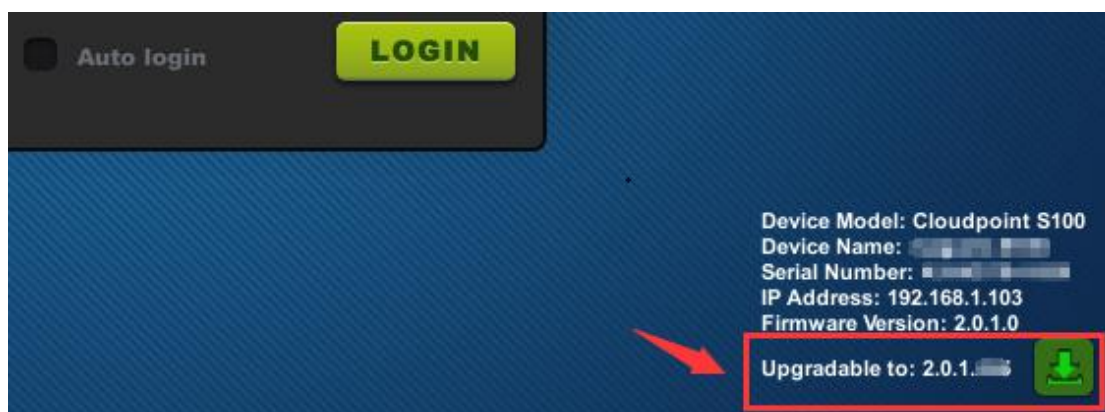 Auto login
LOGIN
Device Model: Cloudpoint S100
Device Name:
Serial Number:
IP Address: 192.168.1.103
Firmware Version: 2.0.1.0
Upgradable to: 2.0.1.